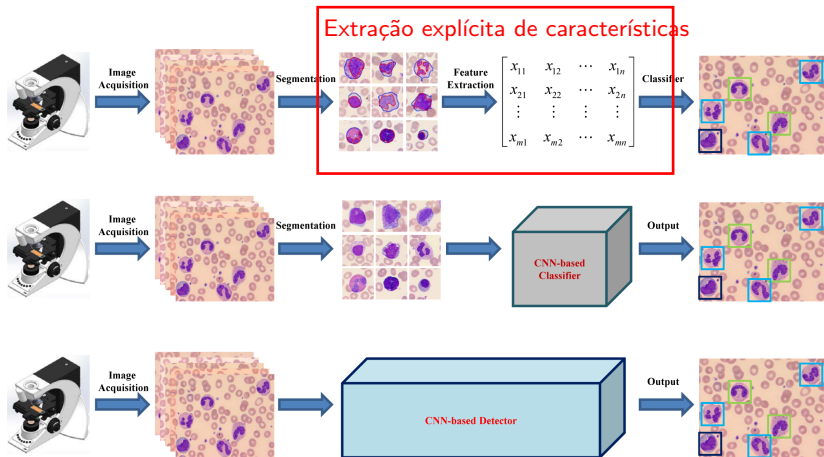 Extração explícita de características
Image
Acquisition
Segmentation
Feature
Extraction
x11 x12 ⋯ x1n
x21 x22 ⋯ x2n
⋮ ⋮ ⋮ ⋮
xm1 xm2 ⋯ xmn
Classifier
Image
Acquisition
Segmentation
CNN-based
Classifier
Output
Image
Acquisition
CNN-based Detector
Output